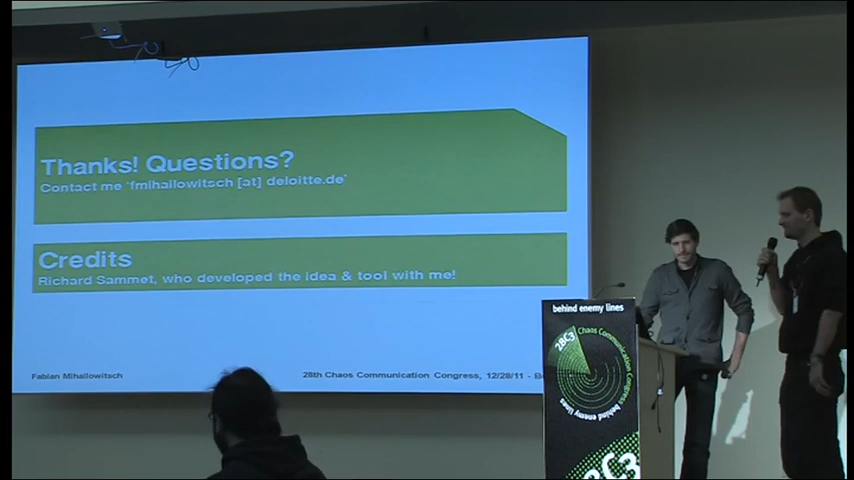 Thanks! Questions?
Contact me 'fmihallowitsch [at] deloitte.de'
Credits
Richard Sammet, who developed the idea & tool with me!
Fabian Mihailowitsch
28th Chaos Communication Congress, 12/28/11 - B
behind enemy lines
28C3
Chaos Communication Congress
behind enemy lines
28C3